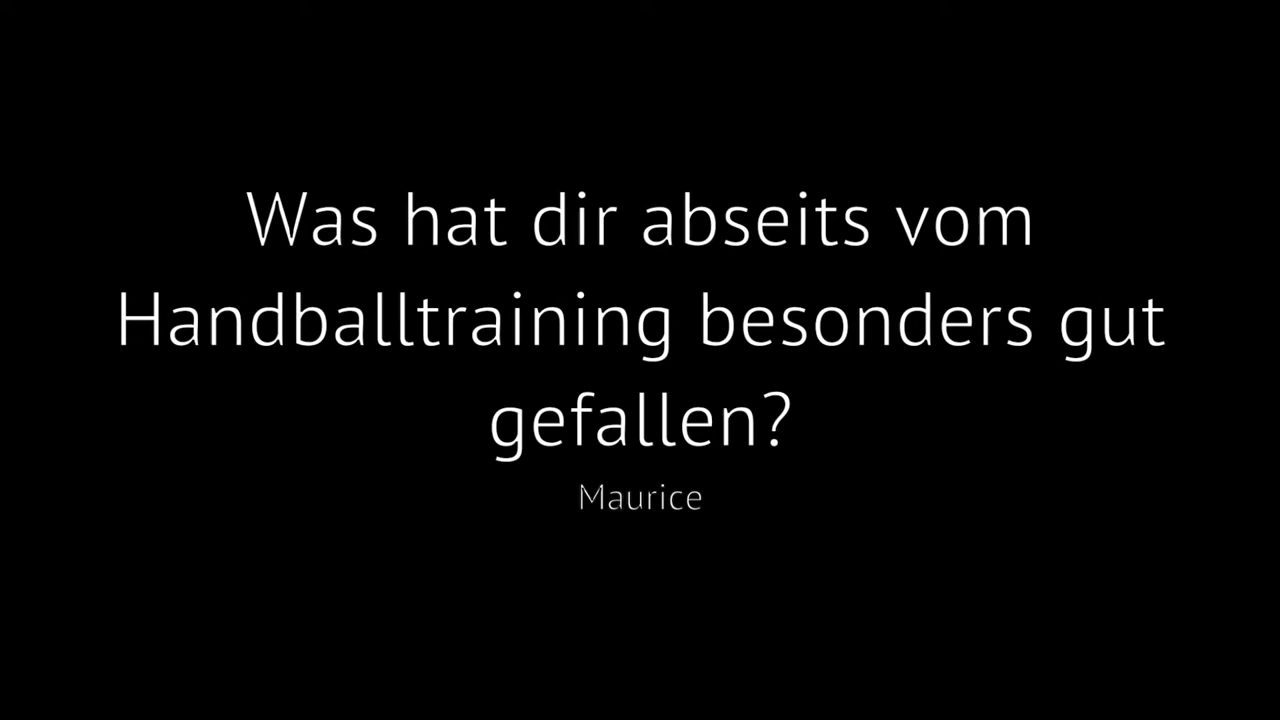 Was hat dir abseits vom
Handballtraining besonders gut
gefallen?
Maurice